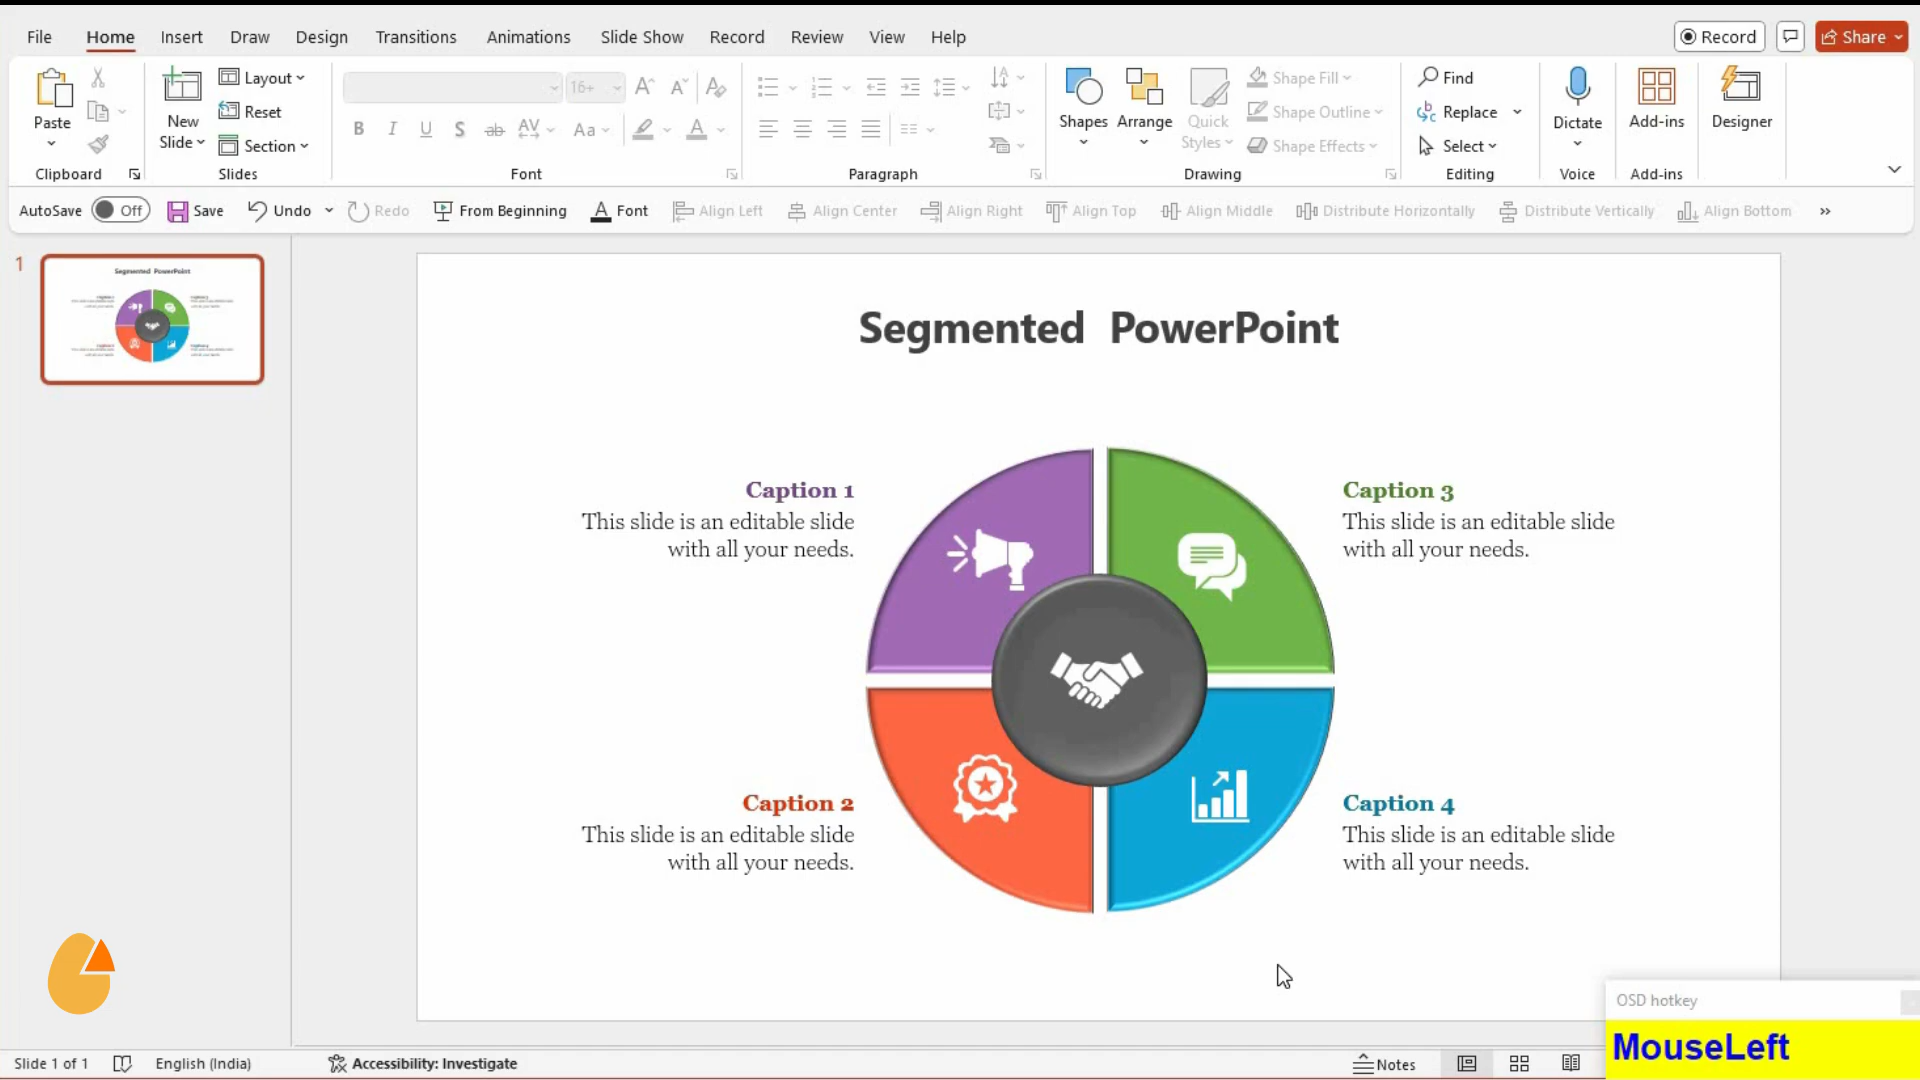 File Home Insert Draw Design Transitions Animations Slide Show Record Review View Help
Record Share
Paste
New Slide
Layout
Reset
Section
16+
B I U S ab AV Aa A
Shapes Arrange Quick Styles
Shape Fill
Shape Outline
Shape Effects
Find
Replace
Select
Dictate
Add-ins
Designer
Clipboard Slides Font Paragraph Drawing Editing Voice Add-ins
AutoSave Off Save Undo Redo From Beginning Font Align Left Align Center Align Right Align Top Align Middle Distribute Horizontally Distribute Vertically Align Bottom
1
Segmented PowerPoint
Segmented PowerPoint
Caption 1
This slide is an editable slide
with all your needs.
Caption 3
This slide is an editable slide
with all your needs.
Caption 2
This slide is an editable slide
with all your needs.
Caption 4
This slide is an editable slide
with all your needs.
OSD hotkey
MouseLeft
Slide 1 of 1 English (India) Accessibility: Investigate Notes